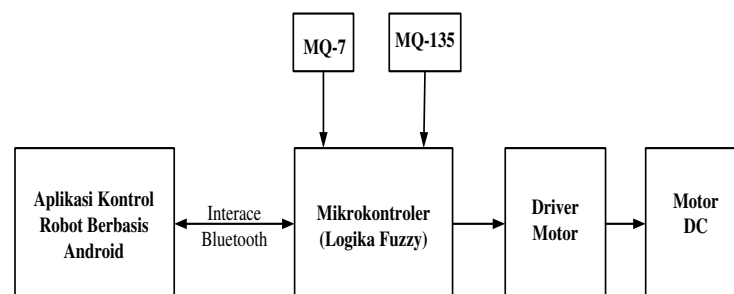 MQ-7
MQ-135
Aplikasi Kontrol
Robot Berbasis
Android
Interace
Bluetooth
Mikrokontroler
(Logika Fuzzy)
Driver
Motor
Motor
DC